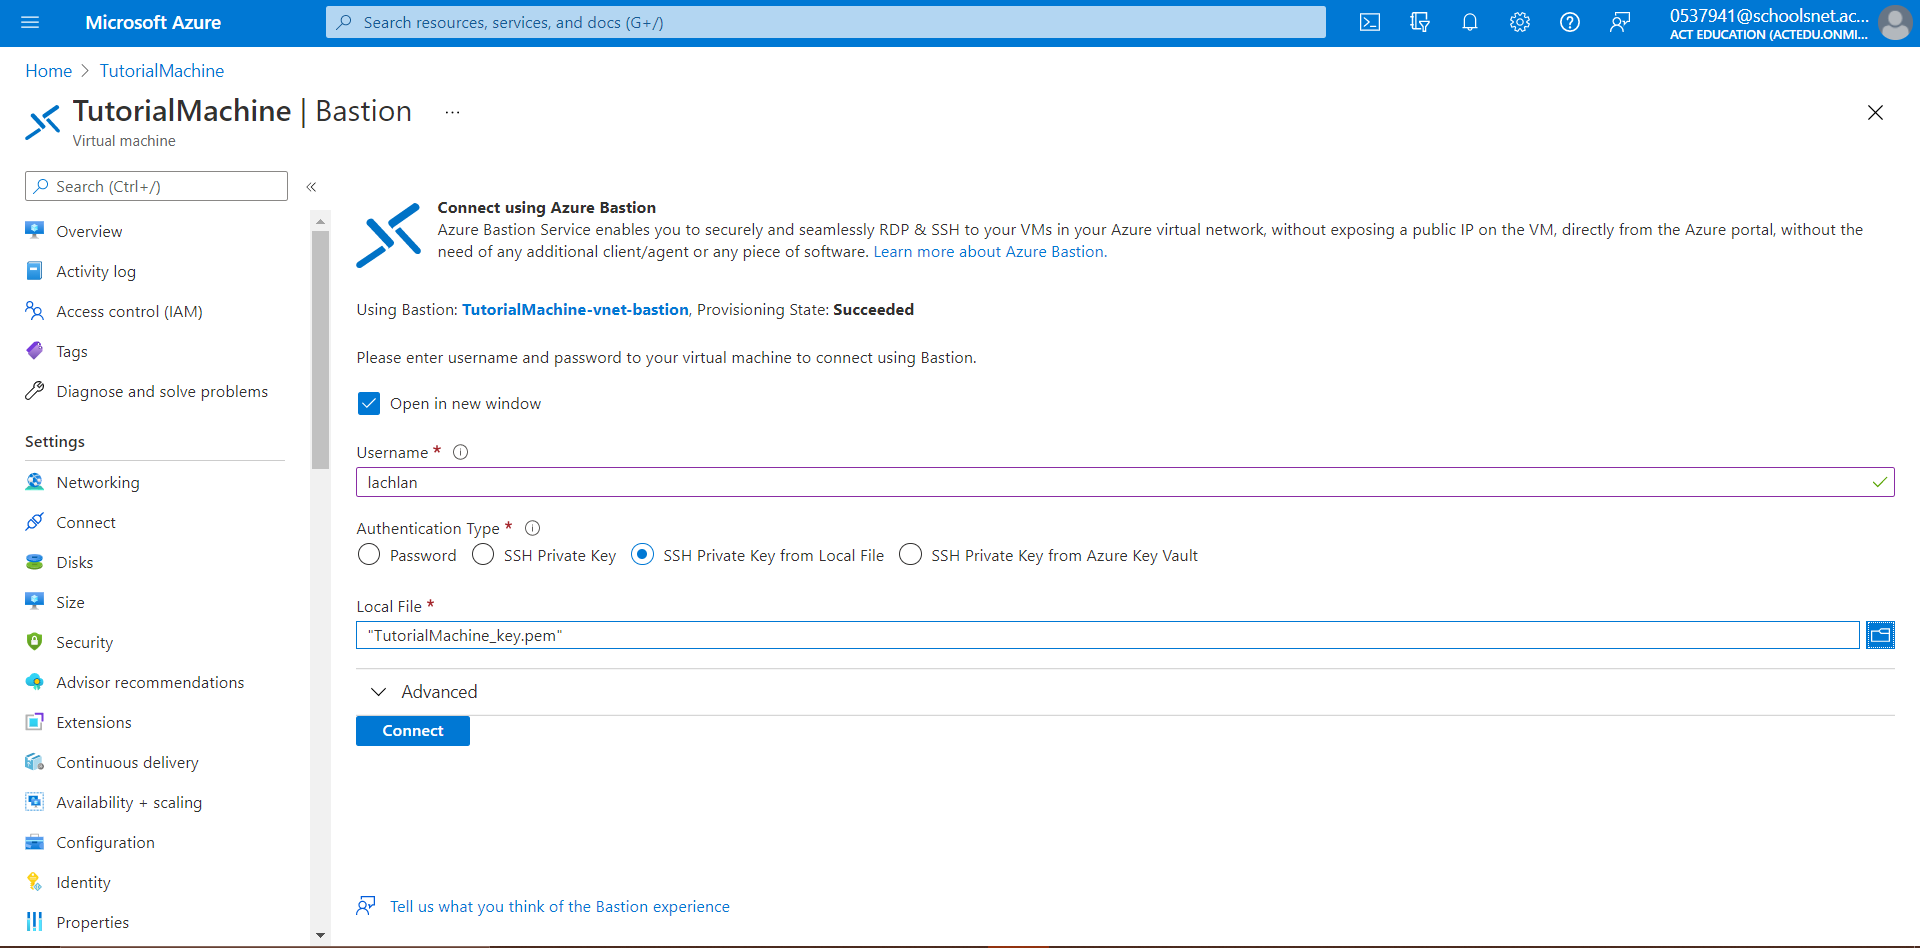 Microsoft Azure
Search resources, services, and docs (G+/)
0537941@schoolsnet.ac...
ACT EDUCATION (ACTEDU.ONMI...
Home > TutorialMachine
TutorialMachine | Bastion ...
Virtual machine
Search (Ctrl+/)
«
Overview
Activity log
Access control (IAM)
Tags
Diagnose and solve problems
Settings
Networking
Connect
Disks
Size
Security
Advisor recommendations
Extensions
Continuous delivery
Availability + scaling
Configuration
Identity
Properties
Connect using Azure Bastion
Azure Bastion Service enables you to securely and seamlessly RDP & SSH to your VMs in your Azure virtual network, without exposing a public IP on the VM, directly from the Azure portal, without the
need of any additional client/agent or any piece of software. Learn more about Azure Bastion.
Using Bastion: TutorialMachine-vnet-bastion, Provisioning State: Succeeded
Please enter username and password to your virtual machine to connect using Bastion.
Open in new window
Username *
lachlan
Authentication Type *
Password SSH Private Key SSH Private Key from Local File SSH Private Key from Azure Key Vault
Local File *
"TutorialMachine_key.pem"
Advanced
Connect
Tell us what you think of the Bastion experience